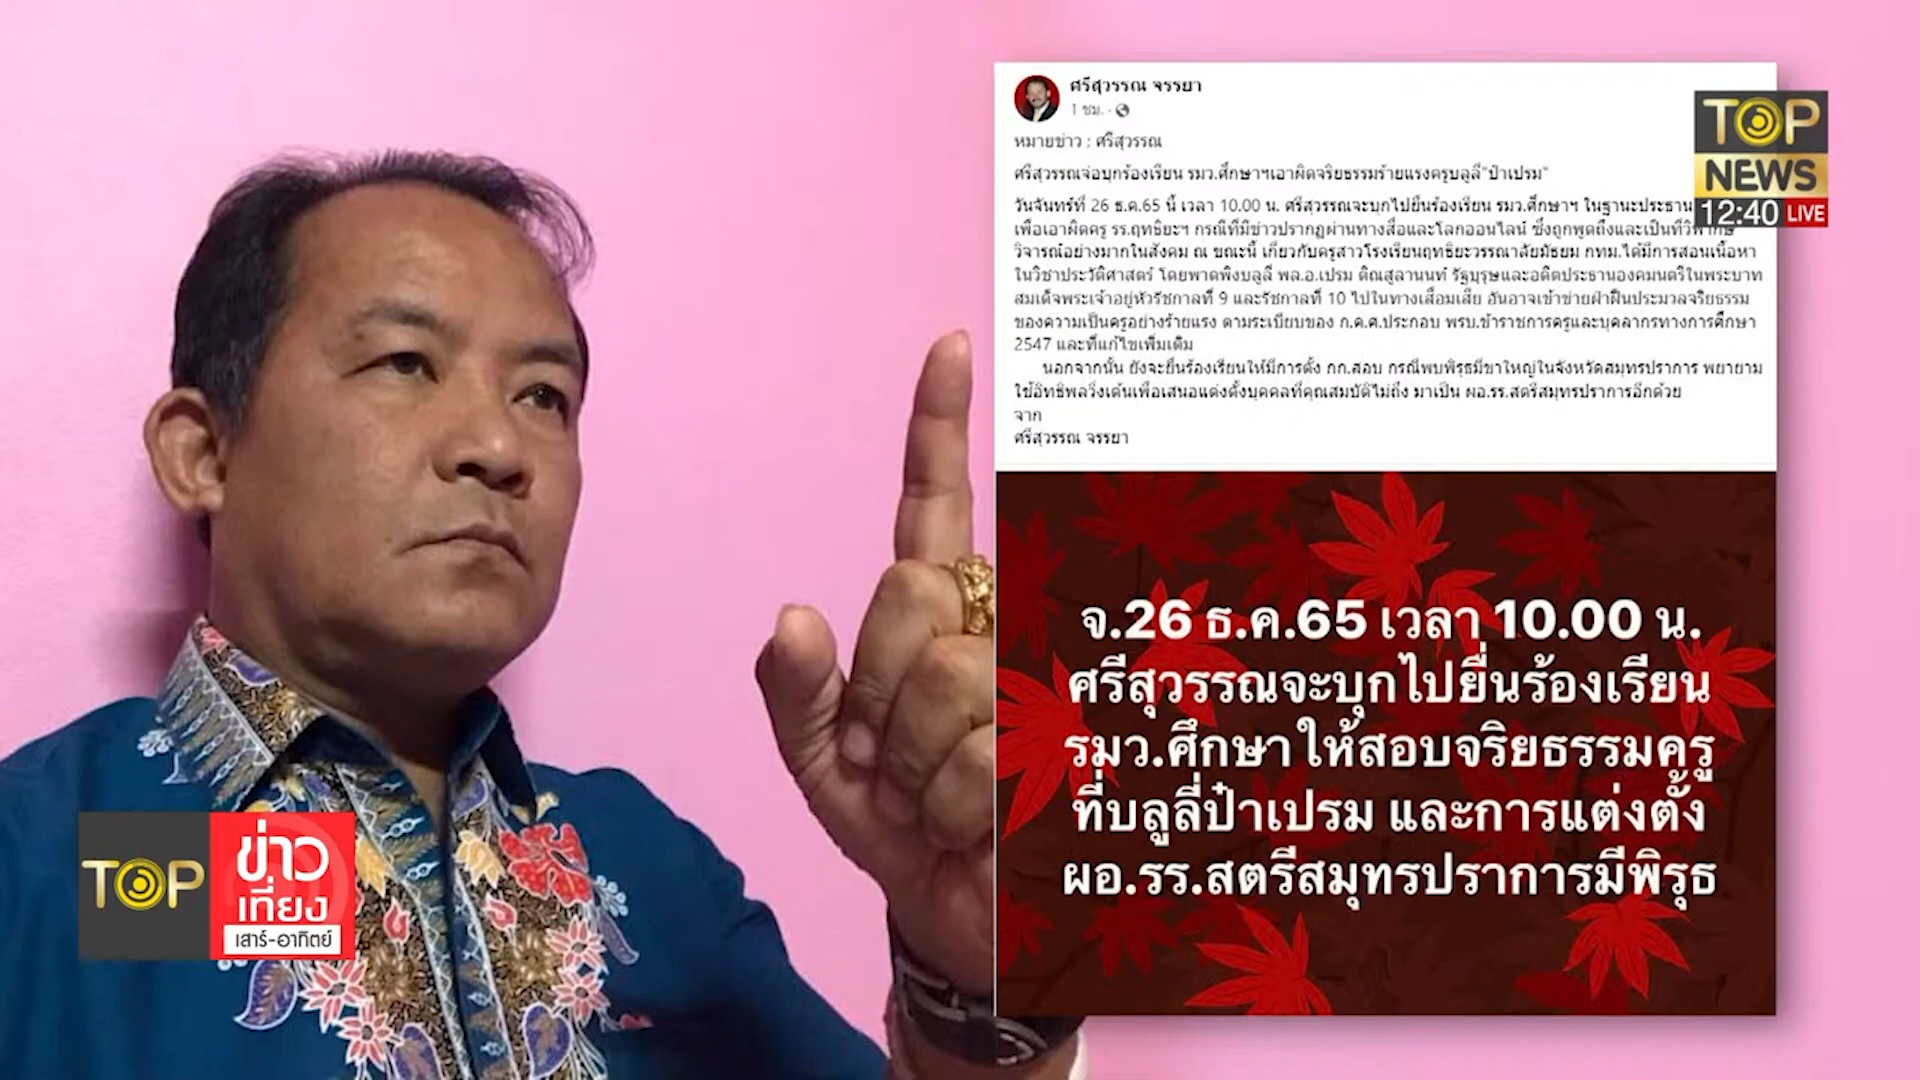 ศรีสุวรรณ จรรยา
1 ชม.
หมายข่าว : ศรีสุวรรณ
ศรีสุวรรณจ่อบุกร้องเรียน รมว.ศึกษาฯเอาผิดจริยธรรมร้ายแรงครูบลูลี่"ป๋าเปรม"
วันจันทร์ที่ 26 ธ.ค.65 นี้ เวลา 10.00 น. ศรีสุวรรณจะบุกไปยื่นร้องเรียน รมว.ศึกษาฯ ในฐานะประธาน
เพื่อเอาผิดครู รร.ฤทธิยะฯ กรณีที่มีข่าวปรากฏผ่านทางสื่อและโลกออนไลน์ ซึ่งถูกพูดถึงและเป็นที่วิพากษ์
วิจารณ์อย่างมากในสังคม ณ ขณะนี้ เกี่ยวกับครูสาวโรงเรียนฤทธิยะวรรณาลัยมัธยม กทม.ได้มีการสอนเนื้อหา
ในวิชาประวัติศาสตร์ โดยพาดพิงบลูลี่ พล.อ.เปรม ติณสูลานนท์ รัฐบุรุษและอดีตประธานองคมนตรีในพระบาท
สมเด็จพระเจ้าอยู่หัวรัชกาลที่ 9 และรัชกาลที่ 10 ไปในทางเสื่อมเสีย อันอาจเข้าข่ายฝ่าฝืนประมวลจริยธรรม
ของความเป็นครูอย่างร้ายแรง ตามระเบียบของ ก.ค.ศ.ประกอบ พรบ.ข้าราชการครูและบุคลากรทางการศึกษา
2547 และที่แก้ไขเพิ่มเติม
นอกจากนั้น ยังจะยื่นร้องเรียนให้มีการตั้ง กก.สอบ กรณีพบพิรุธมีขาใหญ่ในจังหวัดสมุทรปราการ พยายาม
ใช้อิทธิพลวิ่งเต้นเพื่อเสนอแต่งตั้งบุคคลที่คุณสมบัติไม่ถึง มาเป็น ผอ.รร.สตรีสมุทรปราการอีกด้วย
จาก
ศรีสุวรรณ จรรยา
TOP
NEWS
12:40 LIVE
จ.26 ธ.ค.65 เวลา 10.00 น.
ศรีสุวรรณจะบุกไปยื่นร้องเรียน
รมว.ศึกษาให้สอบจริยธรรมครู
ที่บลูลี่ป๋าเปรม และการแต่งตั้ง
ผอ.รร.สตรีสมุทรปราการมีพิรุธ
TOP
ข่าว
เที่ยง
เสาร์-อาทิตย์